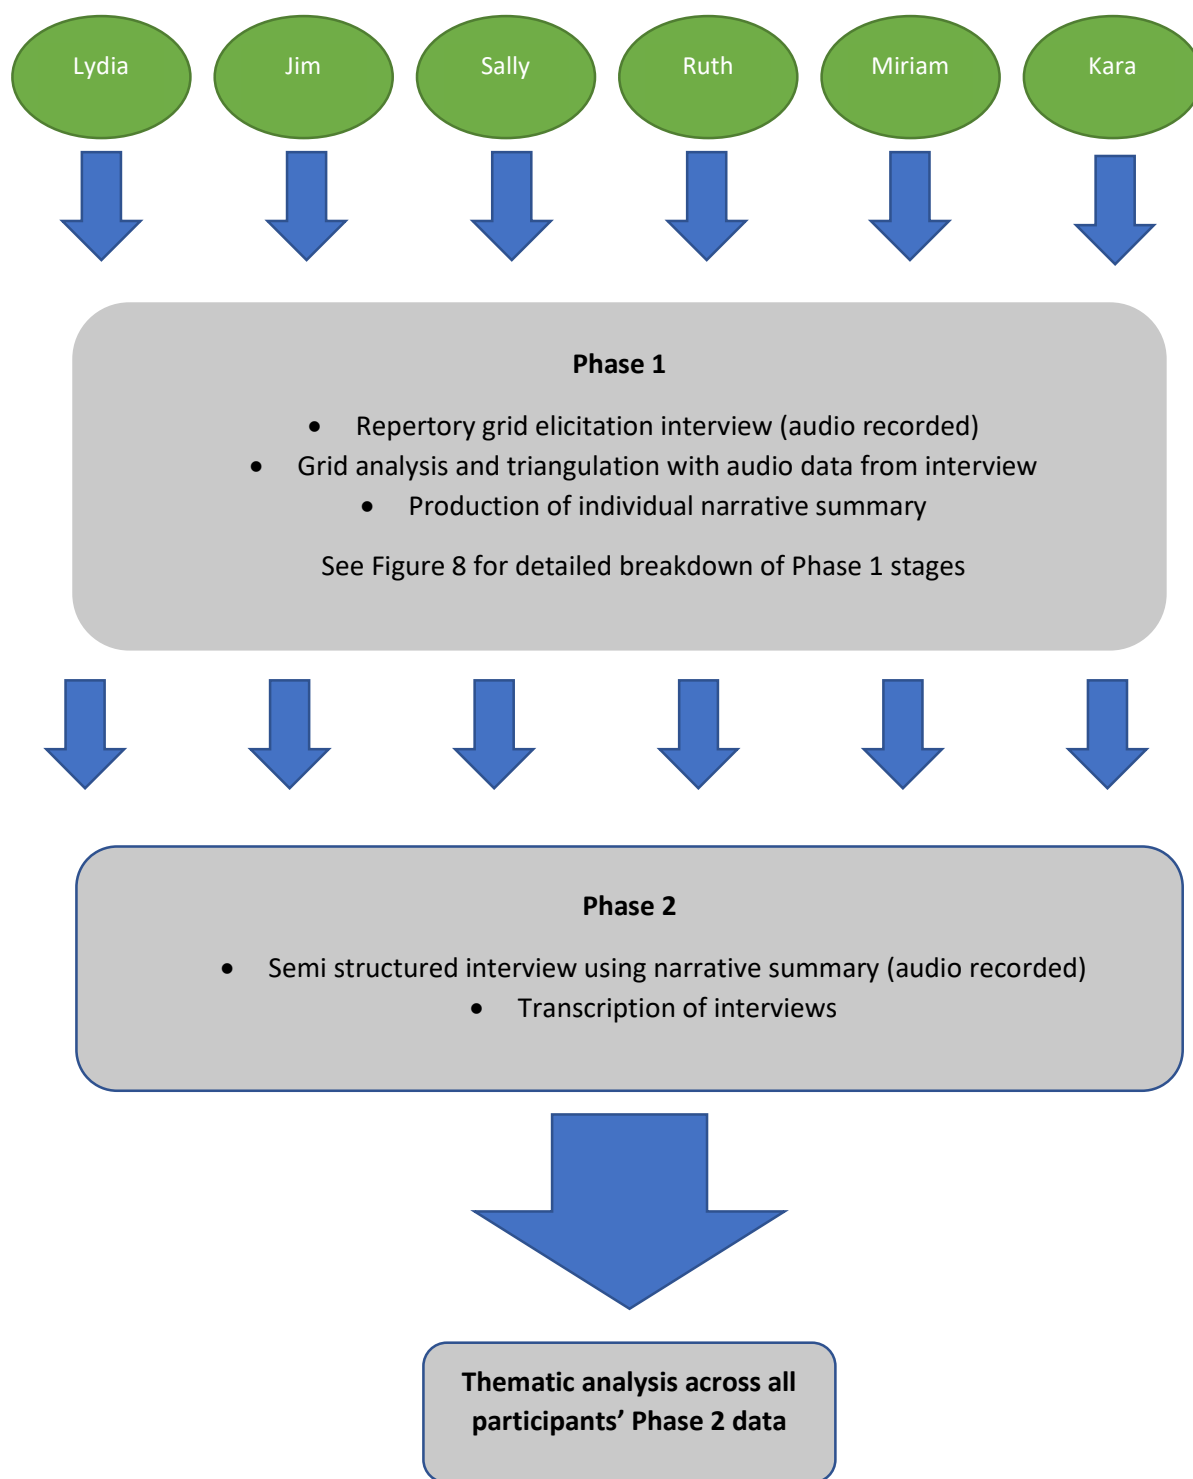 Lydia
Jim
Sally
Ruth
Miriam
Kara
Phase 1
• Repertory grid elicitation interview (audio recorded)
• Grid analysis and triangulation with audio data from interview
• Production of individual narrative summary
See Figure 8 for detailed breakdown of Phase 1 stages
Phase 2
• Semi structured interview using narrative summary (audio recorded)
• Transcription of interviews
Thematic analysis across all
participants’ Phase 2 data